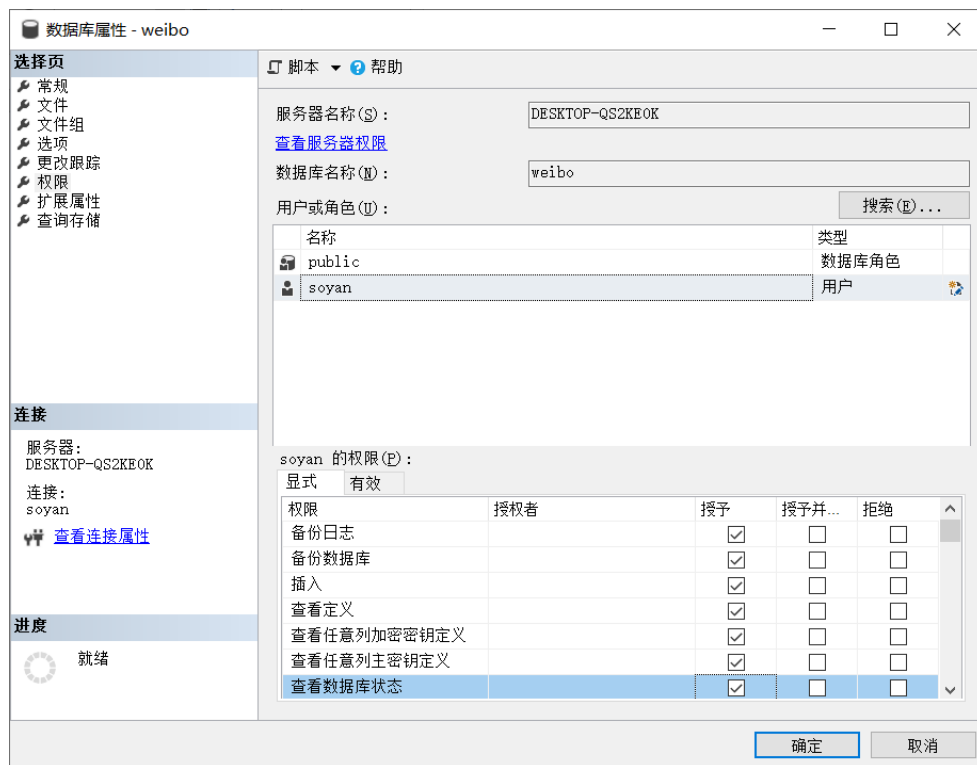 数据库属性 - weibo
选择页
常规
文件
文件组
选项
更改跟踪
权限
扩展属性
查询存储
连接
服务器:
DESKTOP-QS2KE0K
连接:
soyan
查看连接属性
进度
就绪
脚本 帮助
服务器名称(S): DESKTOP-QS2KE0K
查看服务器权限
数据库名称(N): weibo
用户或角色(U): 搜索(E)...
名称 类型
public 数据库角色
soyan 用户
soyan 的权限(P):
显式 有效
权限 授权者 授予 授予并... 拒绝
备份日志
备份数据库
插入
查看定义
查看任意列加密密钥定义
查看任意列主密钥定义
查看数据库状态
确定 取消